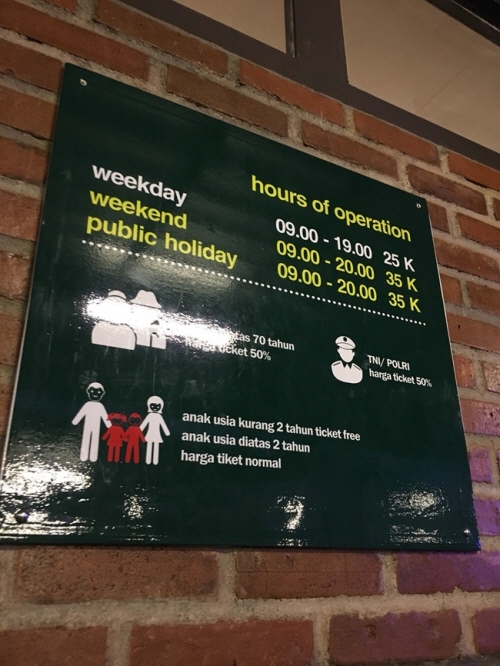 hours of operation
weekday 09.00 - 19.00 25 K
weekend 09.00 - 20.00 35 K
public holiday 09.00 - 20.00 35 K
70 tahun
harga ticket 50%
TNI/ POLRI
harga ticket 50%
anak usia kurang 2 tahun ticket free
anak usia diatas 2 tahun
harga tiket normal